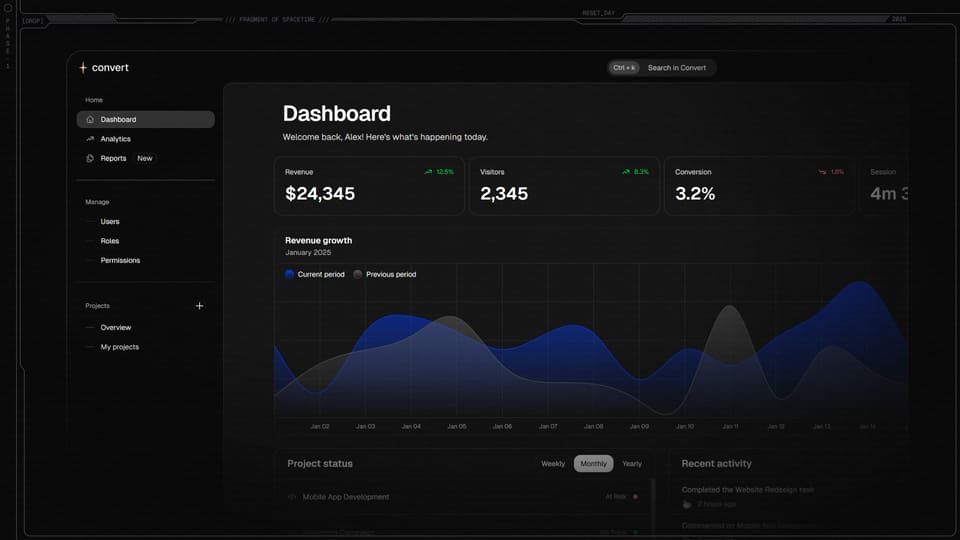 [DROP]
/// FRAGMENT OF SPACETIME ///
RESET_DAY
2025
PHASE-1
convert
Ctrl + k
Search in Convert
Home
Dashboard
Analytics
Reports New
Manage
Users
Roles
Permissions
Projects
Overview
My projects
Dashboard
Welcome back, Alex! Here's what's happening today.
Revenue 12.5%
$24,345
Visitors 8.3%
2,345
Conversion 1.8%
3.2%
Session
4m 3
Revenue growth
January 2025
Current period Previous period
Jan 02 Jan 03 Jan 04 Jan 05 Jan 06 Jan 07 Jan 08 Jan 09 Jan 10 Jan 11 Jan 12 Jan 13 Jan 14
Project status
Weekly Monthly Yearly
Mobile App Development At Risk
Recent activity
Completed the Website Redesign task
2 hours ago
Commented on Mobile App